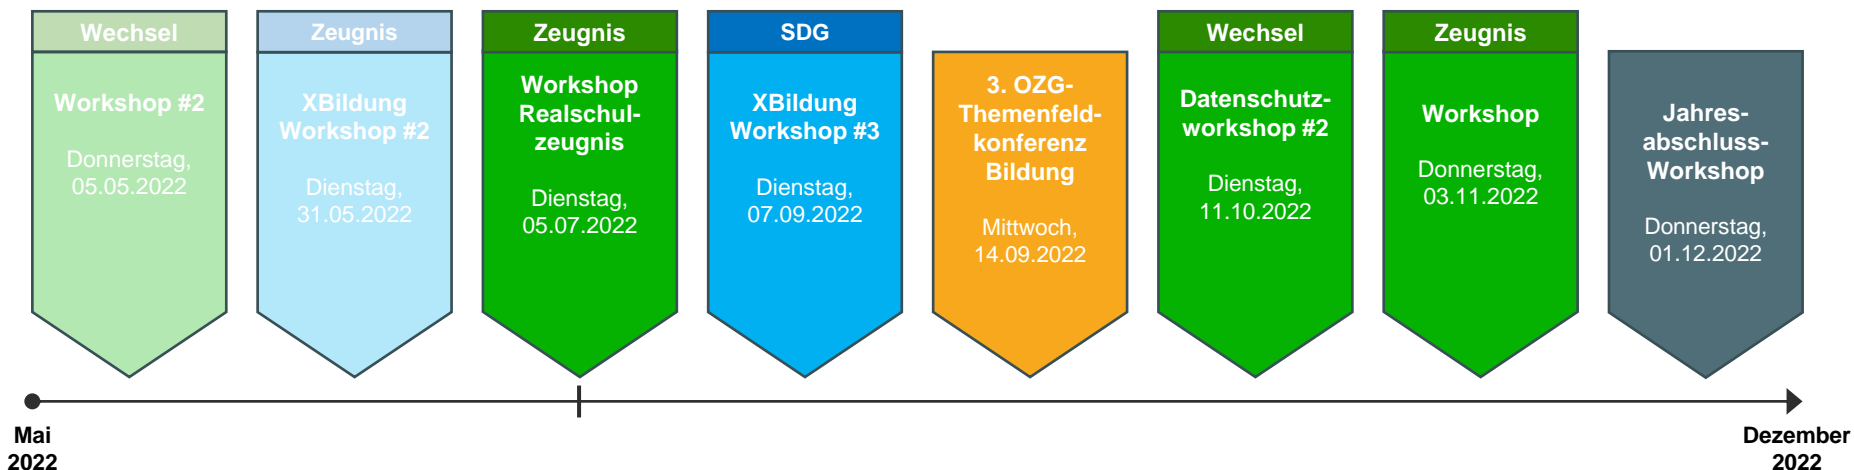 Wechsel
Workshop #2
Donnerstag,
05.05.2022
Zeugnis
XBildung
Workshop #2
Dienstag,
31.05.2022
Zeugnis
Workshop
Realschul-
zeugnis
Dienstag,
05.07.2022
SDG
XBildung
Workshop #3
Dienstag,
07.09.2022
3. OZG-
Themenfeld-
konferenz
Bildung
Mittwoch,
14.09.2022
Wechsel
Datenschutz-
workshop #2
Dienstag,
11.10.2022
Zeugnis
Workshop
Donnerstag,
03.11.2022
Jahres-
abschluss-
Workshop
Donnerstag,
01.12.2022
Mai
2022
Dezember
2022